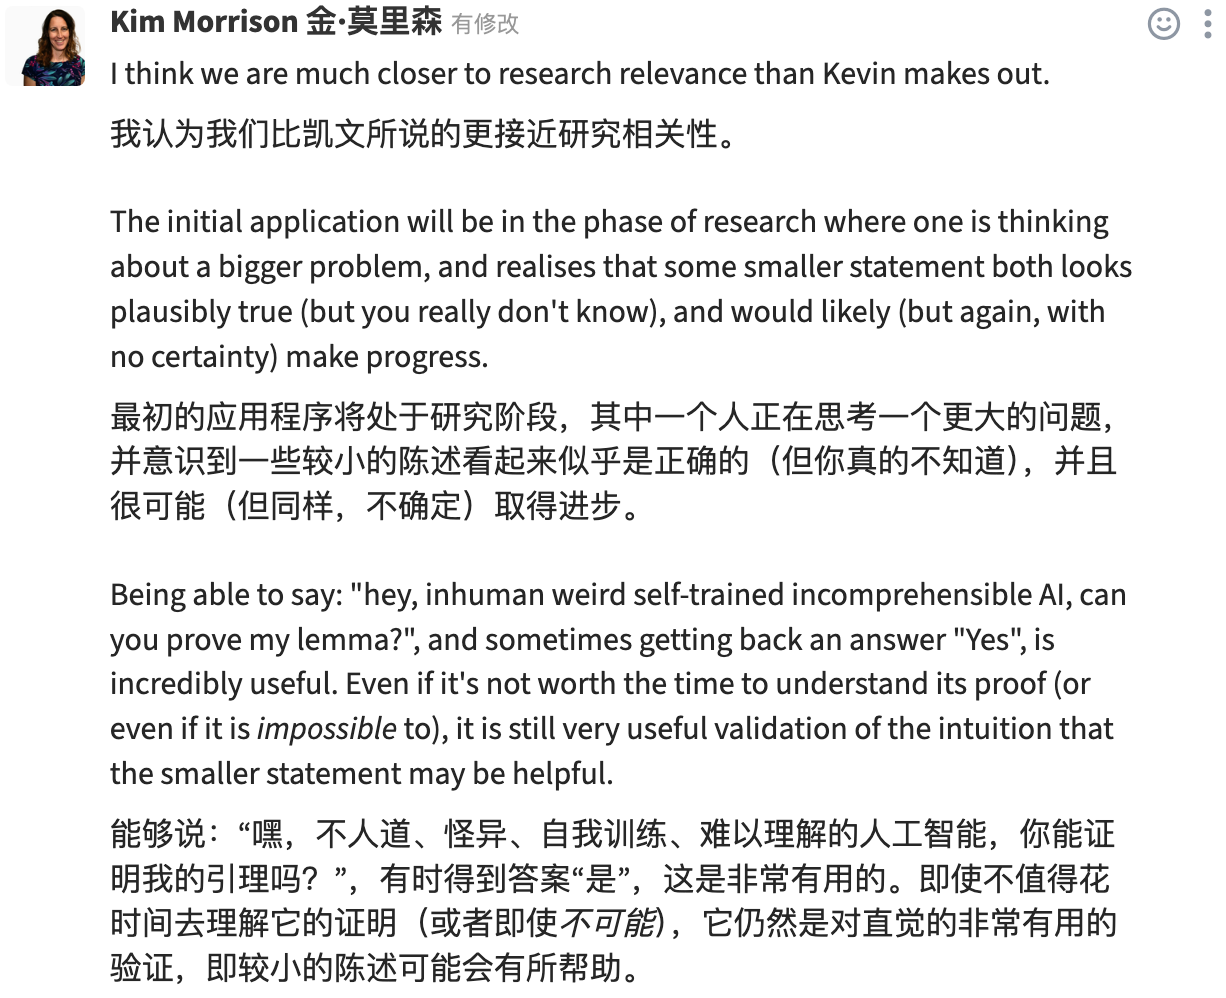 Kim Morrison 金·莫里森 有修改
I think we are much closer to research relevance than Kevin makes out.
我认为我们比凯文所说的更接近研究相关性。
The initial application will be in the phase of research where one is thinking
about a bigger problem, and realises that some smaller statement both looks
plausibly true (but you really don't know), and would likely (but again, with
no certainty) make progress.
最初的应用程序将处于研究阶段，其中一个人正在思考一个更大的问题，
并意识到一些较小的陈述看起来似乎是正确的（但你真的不知道），并且
很可能（但同样，不确定）取得进步。
Being able to say: "hey, inhuman weird self-trained incomprehensible AI, can
you prove my lemma?", and sometimes getting back an answer "Yes", is
incredibly useful. Even if it's not worth the time to understand its proof (or
even if it is impossible to), it is still very useful validation of the intuition that
the smaller statement may be helpful.
能够说：“嘿，不人道、怪异、自我训练、难以理解的人工智能，你能证
明我的引理吗？”，有时得到答案“是”，这是非常有用的。即使不值得花
时间去理解它的证明（或者即使不可能），它仍然是对直觉的非常有用的
验证，即较小的陈述可能会有所帮助。